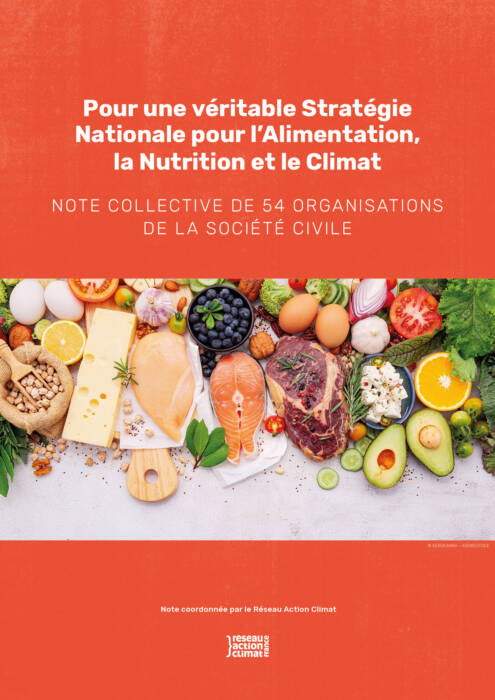 Pour une véritable Stratégie
Nationale pour l’Alimentation,
la Nutrition et le Climat
NOTE COLLECTIVE DE 54 ORGANISATIONS
DE LA SOCIÉTÉ CIVILE
Note coordonnée par le Réseau Action Climat
réseau
action
climat
FRANCE